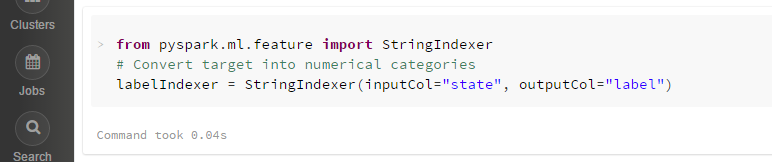 Clusters
Jobs
Search
> from pyspark.ml.feature import StringIndexer
# Convert target into numerical categories
labelIndexer = StringIndexer(inputCol="state", outputCol="label")
Command took 0.04s